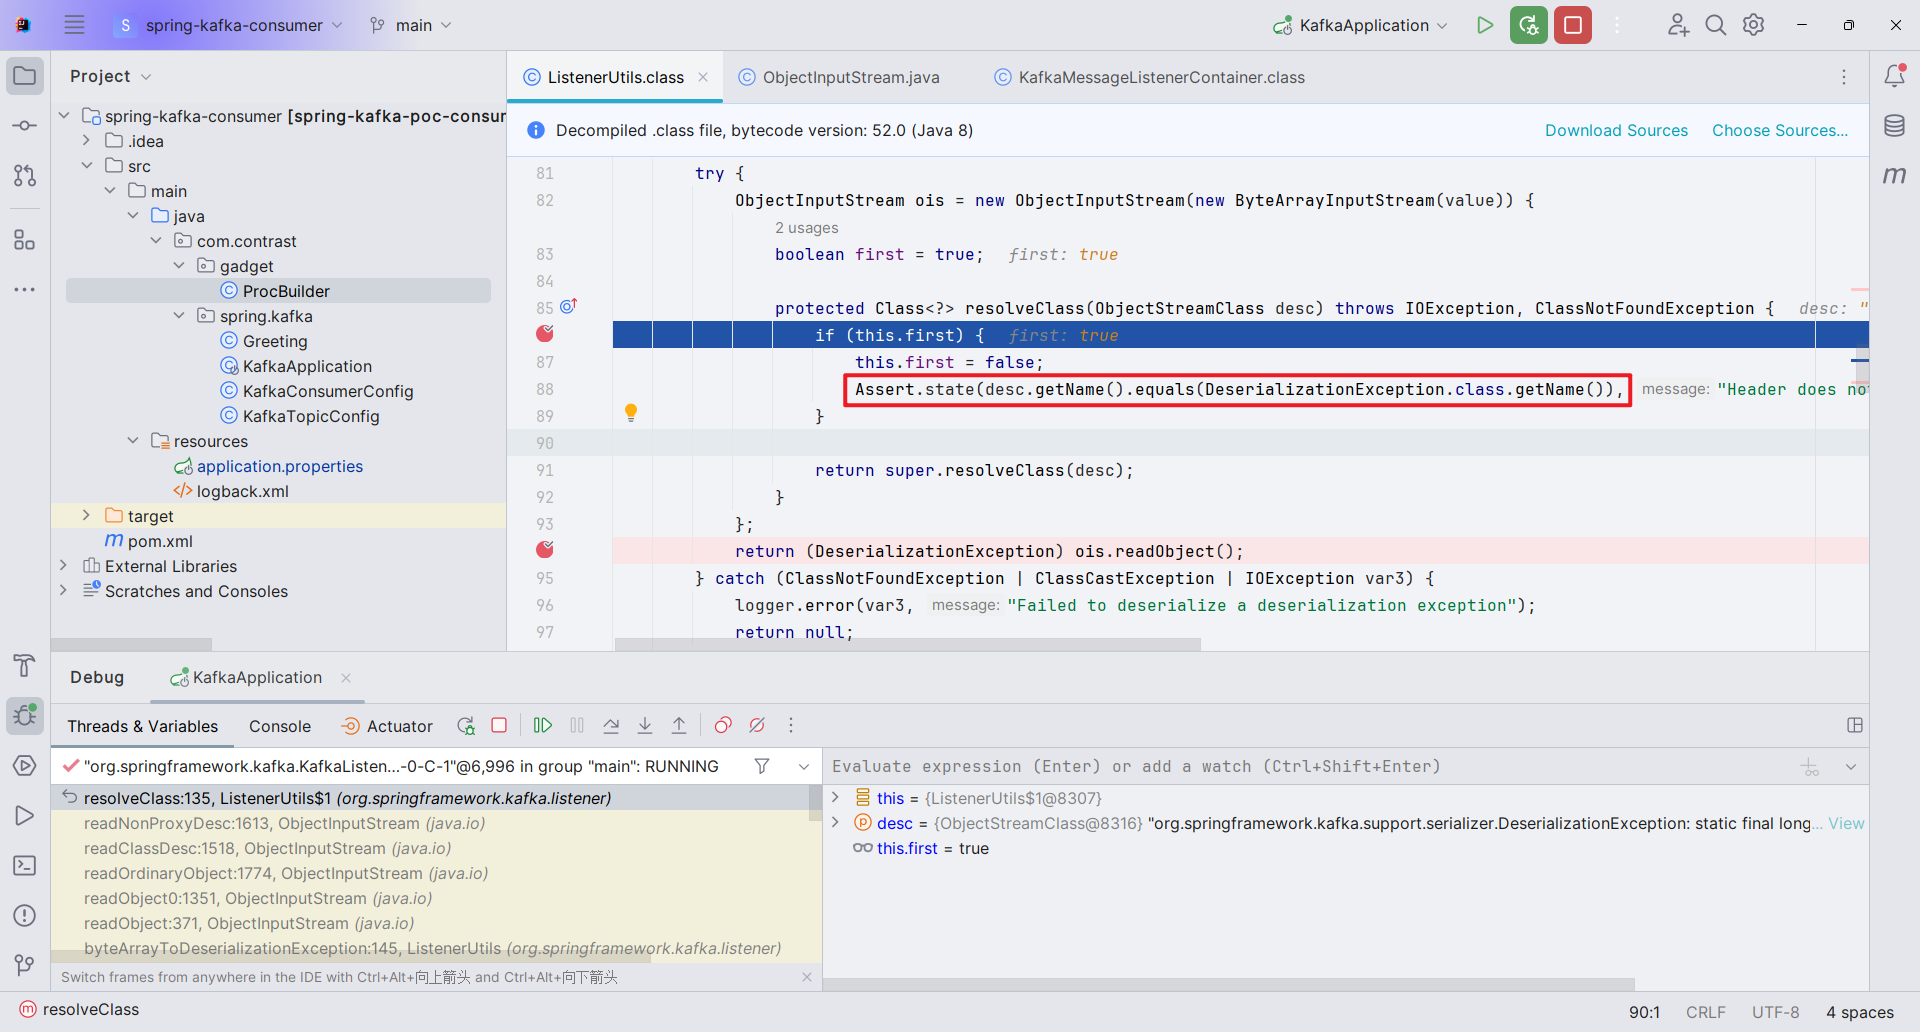 S spring-kafka-consumer main KafkaApplication
Project
spring-kafka-consumer [spring-kafka-poc-consur
.idea
src
main
java
com.contrast
gadget
ProcBuilder
spring.kafka
Greeting
KafkaApplication
KafkaConsumerConfig
KafkaTopicConfig
resources
application.properties
logback.xml
target
pom.xml
External Libraries
Scratches and Consoles
ListenerUtils.class ObjectInputStream.java KafkaMessageListenerContainer.class
Decompiled .class file, bytecode version: 52.0 (Java 8) Download Sources Choose Sources...
81 try {
82 ObjectInputStream ois = new ObjectInputStream(new ByteArrayInputStream(value)) {
2 usages
83 boolean first = true; first: true
84
85 protected Class<?> resolveClass(ObjectStreamClass desc) throws IOException, ClassNotFoundException { desc: "
if (this.first) { first: true
87 this.first = false;
88 Assert.state(desc.getName().equals(DeserializationException.class.getName()), message: "Header does no
89 }
90
91 return super.resolveClass(desc);
92 }
93 };
return (DeserializationException) ois.readObject();
95 } catch (ClassNotFoundException | ClassCastException | IOException var3) {
96 logger.error(var3, message: "Failed to deserialize a deserialization exception");
97 return null;
Debug KafkaApplication
Threads & Variables Console Actuator
"org.springframework.kafka.KafkaListen...-0-C-1"@6,996 in group "main": RUNNING
resolveClass:135, ListenerUtils$1 (org.springframework.kafka.listener)
readNonProxyDesc:1613, ObjectInputStream (java.io)
readClassDesc:1518, ObjectInputStream (java.io)
readOrdinaryObject:1774, ObjectInputStream (java.io)
readObject0:1351, ObjectInputStream (java.io)
readObject:371, ObjectInputStream (java.io)
byteArrayToDeserializationException:145, ListenerUtils (org.springframework.kafka.listener)
Switch frames from anywhere in the IDE with Ctrl+Alt+向上箭头 and Ctrl+Alt+向下箭头
Evaluate expression (Enter) or add a watch (Ctrl+Shift+Enter)
this = {ListenerUtils$1@8307}
desc = {ObjectStreamClass@8316} "org.springframework.kafka.support.serializer.DeserializationException: static final long... View
this.first = true
resolveClass
90:1 CRLF UTF-8 4 spaces